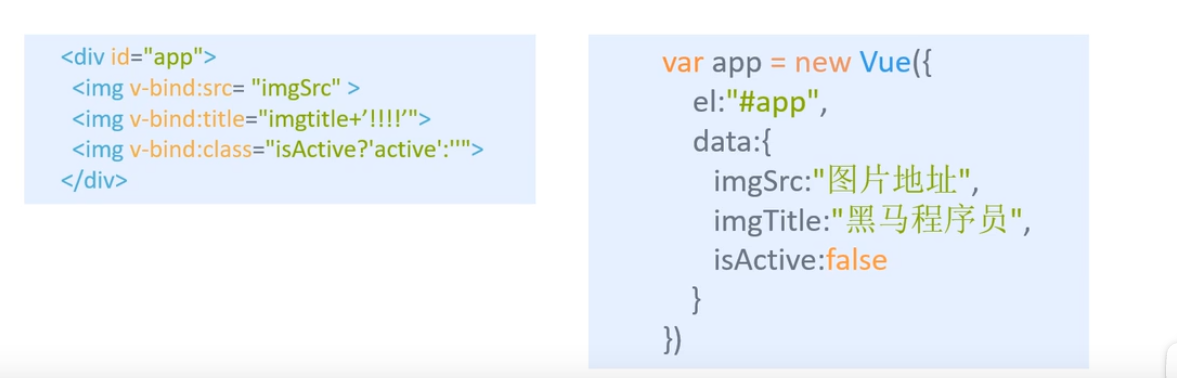 <div id="app">
<img v-bind:src= "imgSrc" >
<img v-bind:title="imgtitle+’!!!!’">
<img v-bind:class="isActive?'active':''">
</div>
var app = new Vue({
el:"#app",
data:{
imgSrc:"图片地址",
imgTitle:"黑马程序员",
isActive:false
}
})